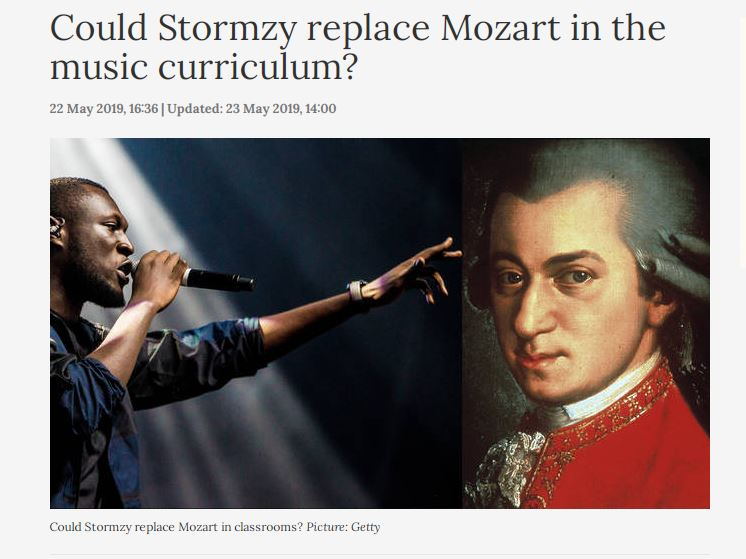 Could Stormzy replace Mozart in the
music curriculum?
22 May 2019, 16:36 | Updated: 23 May 2019, 14:00
Could Stormzy replace Mozart in classrooms? Picture: Getty